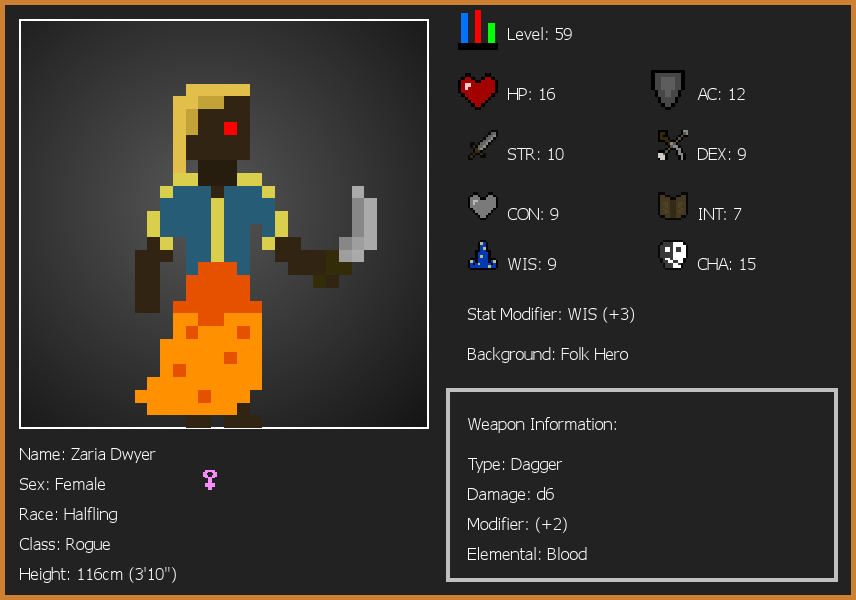 Level: 59
HP: 16
AC: 12
STR: 10
DEX: 9
CON: 9
INT: 7
WIS: 9
CHA: 15
Stat Modifier: WIS (+3)
Background: Folk Hero
Weapon Information:
Type: Dagger
Damage: d6
Modifier: (+2)
Elemental: Blood
Name: Zaria Dwyer
Sex: Female
Race: Halfling
Class: Rogue
Height: 116cm (3'10")